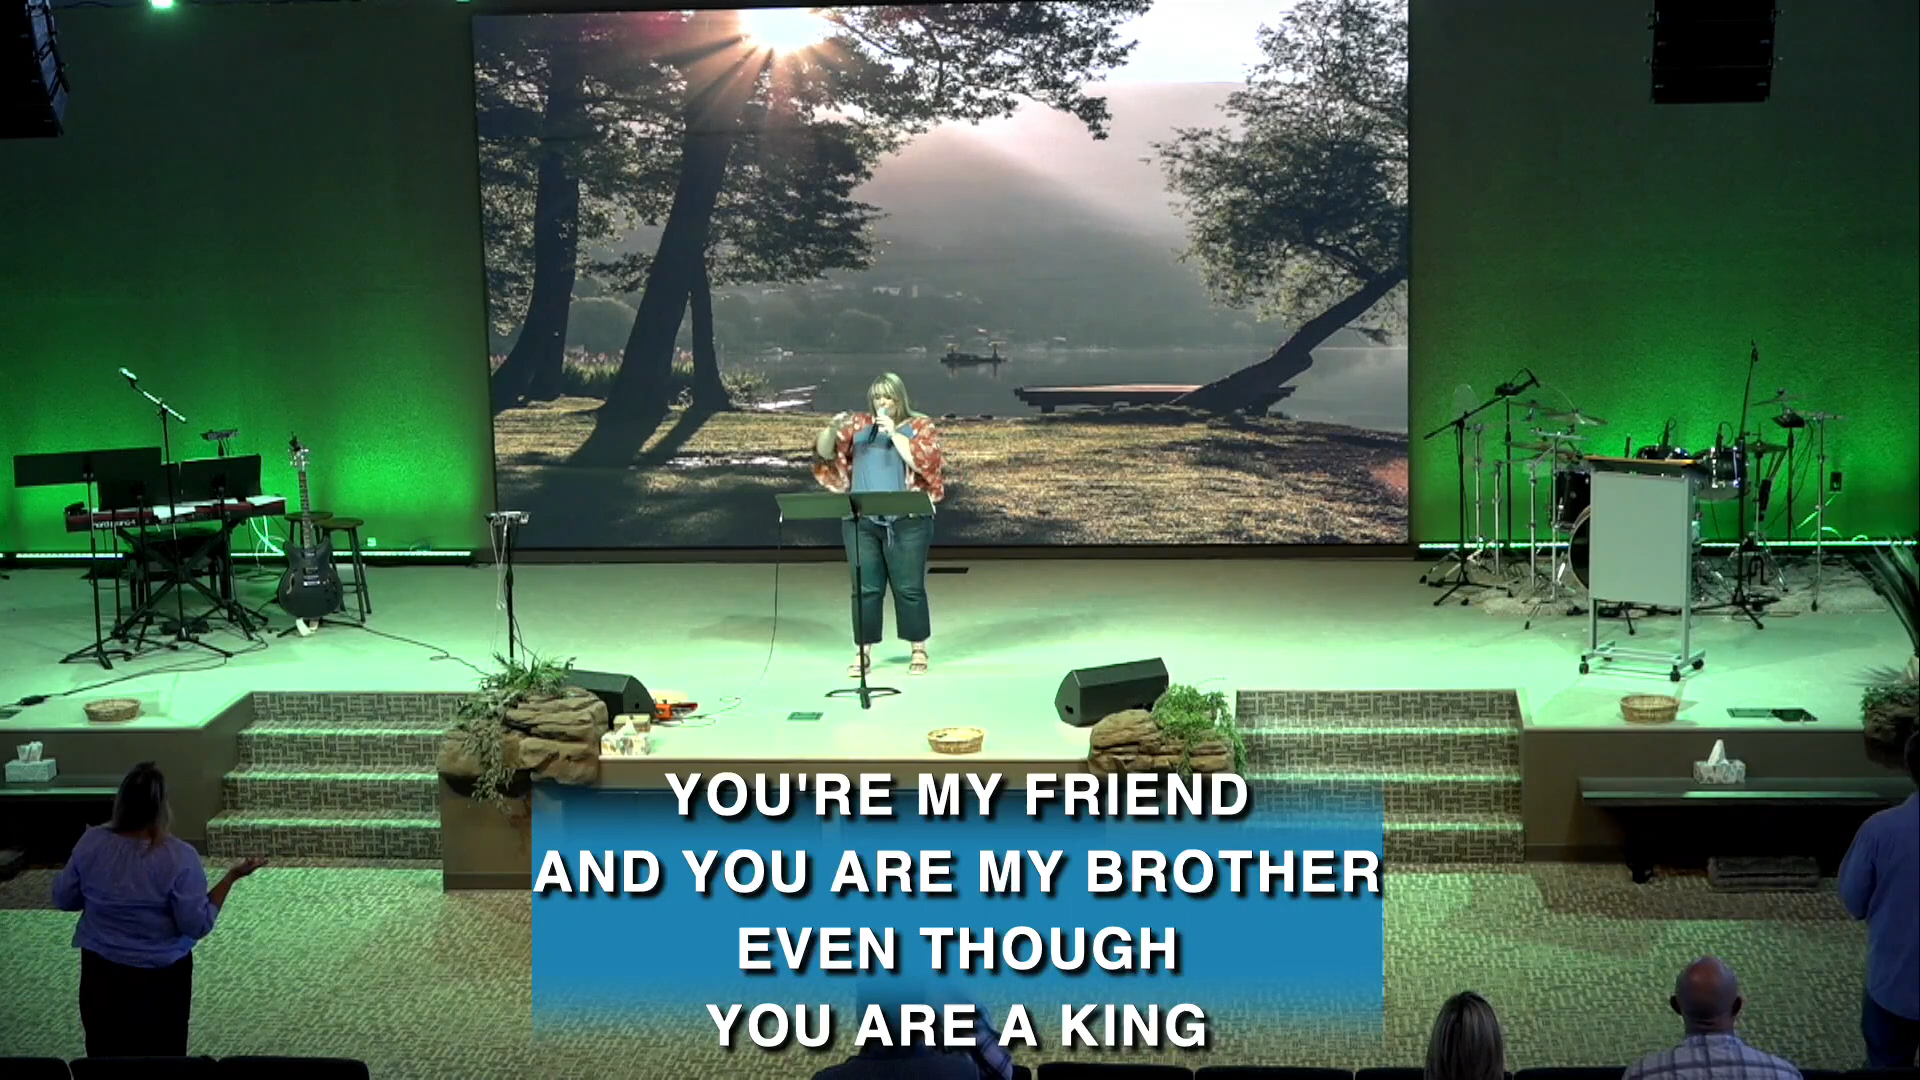 YOU'RE MY FRIEND
AND YOU ARE MY BROTHER
EVEN THOUGH
YOU ARE A KING